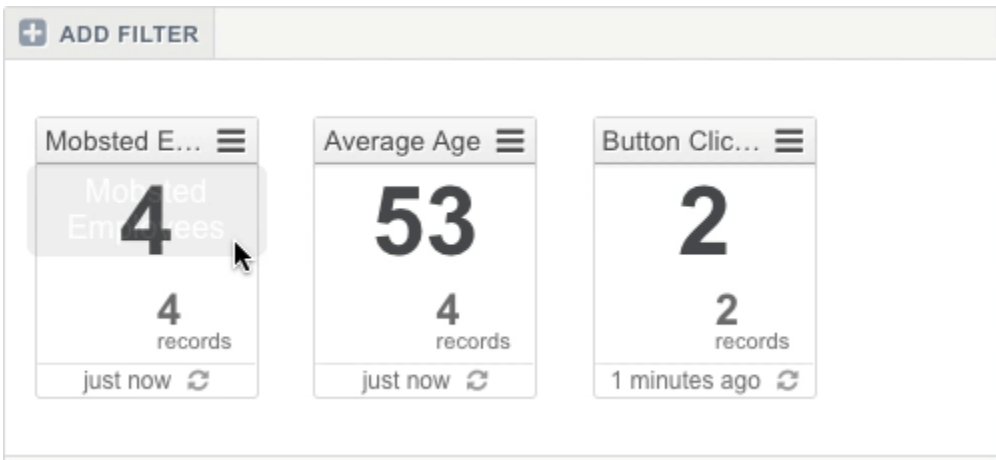 ADD FILTER
Mobsted E...
Mobsted
Employees
4
4
records
just now
Average Age
53
4
records
just now
Button Clic...
2
2
records
1 minutes ago